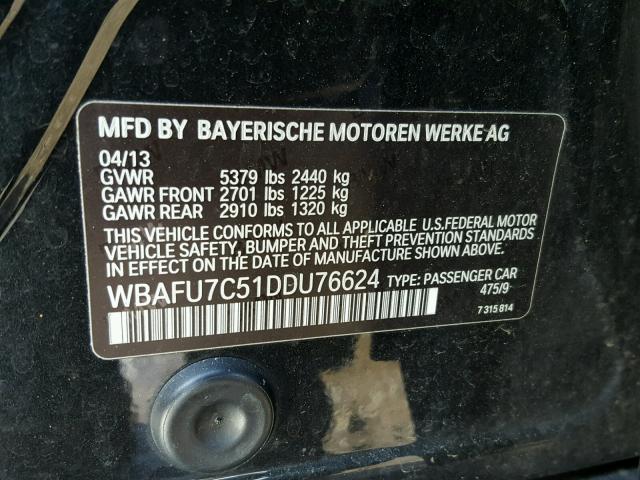 MFD BY BAYERISCHE MOTOREN WERKE AG
04/13
GVWR 5379 lbs 2440 kg
GAWR FRONT 2701 lbs 1225 kg
GAWR REAR 2910 lbs 1320 kg
THIS VEHICLE CONFORMS TO ALL APPLICABLE U.S.FEDERAL MOTOR
VEHICLE SAFETY, BUMPER AND THEFT PREVENTION STANDARDS
IN EFFECT ON THE DATE OF MANUFACTURE SHOWN ABOVE.
WBAFU7C51DDU76624 TYPE: PASSENGER CAR
475/9
7 315 814